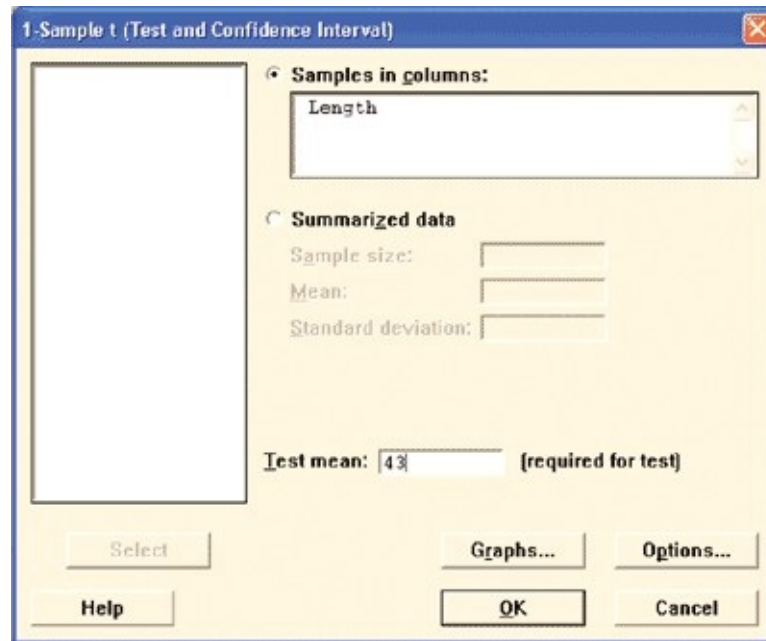 1-Sample t (Test and Confidence Interval)
Samples in columns:
Length
Summarized data
Sample size:
Mean:
Standard deviation:
Test mean: 43 (required for test)
Select
Graphs...
Options...
Help
OK
Cancel